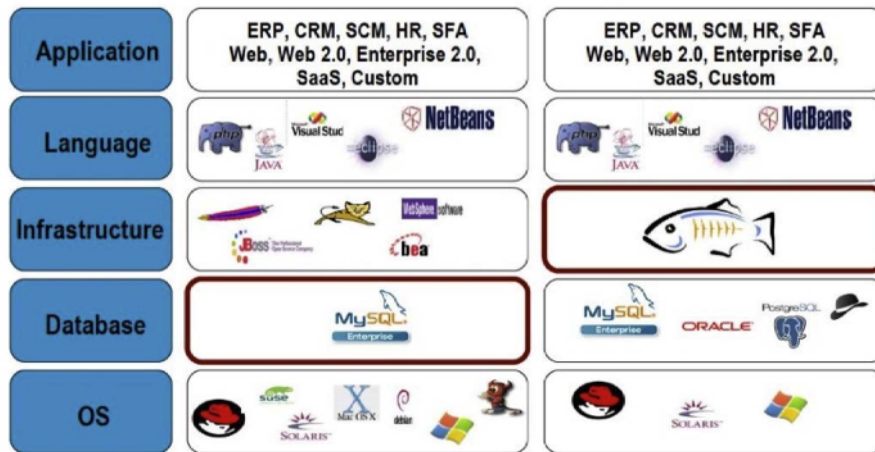 Application
ERP, CRM, SCM, HR, SFA
Web, Web 2.0, Enterprise 2.0,
SaaS, Custom
ERP, CRM, SCM, HR, SFA
Web, Web 2.0, Enterprise 2.0,
SaaS, Custom
Language
php
JAVA
Visual Stud
eclipse
NetBeans
php
JAVA
Visual Stud
eclipse
NetBeans
Infrastructure
WebSphere software
JBoss
bea
Database
MySQL
Enterprise
MySQL
Enterprise
ORACLE
PostgreSQL
OS
suse
SOLARIS
Mac OS X
debian
SOLARIS